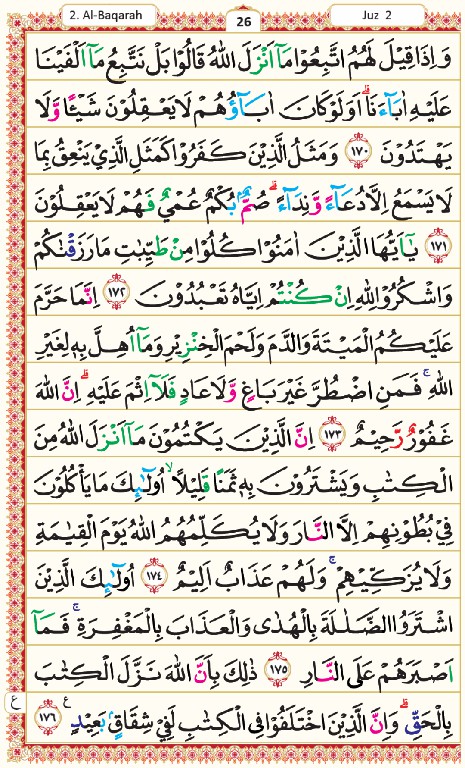 2. Al-Baqarah
26
Juz 2
وَاِذَا قِيْلَ لَهُمُ اتَّبِعُوْا مَآ اَنْزَلَ اللّٰهُ قَالُوْا بَلْ نَتَّبِعُ مَآ اَلْفَيْنَا
عَلَيْهِ اٰبَآءَنَا ؕ اَوَلَوْ كَانَ اٰبَآؤُهُمْ لَا يَعْقِلُوْنَ شَيْـًٔا وَّلَا
يَهْتَدُوْنَ ۝١٧٠ وَمَثَلُ الَّذِيْنَ كَفَرُوْا كَمَثَلِ الَّذِيْ يَنْعِقُ بِمَا
لَا يَسْمَعُ اِلَّا دُعَآءً وَّنِدَآءً ؕ صُمٌّۢ بُكْمٌ عُمْيٌ فَهُمْ لَا يَعْقِلُوْنَ
۝١٧١ يٰٓاَيُّهَا الَّذِيْنَ اٰمَنُوْا كُلُوْا مِنْ طَيِّبٰتِ مَا رَزَقْنٰكُمْ
وَاشْكُرُوْا لِلّٰهِ اِنْ كُنْتُمْ اِيَّاهُ تَعْبُدُوْنَ ۝١٧٢ اِنَّمَا حَرَّمَ
عَلَيْكُمُ الْمَيْتَةَ وَالدَّمَ وَلَحْمَ الْخِنْزِيْرِ وَمَآ اُهِلَّ بِهٖ لِغَيْرِ
اللّٰهِ ۚ فَمَنِ اضْطُرَّ غَيْرَ بَاغٍ وَّلَا عَادٍ فَلَآ اِثْمَ عَلَيْهِ ؕ اِنَّ اللّٰهَ
غَفُوْرٌ رَّحِيْمٌ ۝١٧٣ اِنَّ الَّذِيْنَ يَكْتُمُوْنَ مَآ اَنْزَلَ اللّٰهُ مِنَ
الْكِتٰبِ وَيَشْتَرُوْنَ بِهٖ ثَمَنًا قَلِيْلًا ۙ اُولٰٓئِكَ مَا يَأْكُلُوْنَ
فِيْ بُطُوْنِهِمْ اِلَّا النَّارَ وَلَا يُكَلِّمُهُمُ اللّٰهُ يَوْمَ الْقِيٰمَةِ
وَلَا يُزَكِّيْهِمْ ۚ وَلَهُمْ عَذَابٌ اَلِيْمٌ ۝١٧٤ اُولٰٓئِكَ الَّذِيْنَ
اشْتَرَوُا الضَّلٰلَةَ بِالْهُدٰى وَالْعَذَابَ بِالْمَغْفِرَةِ ۚ فَمَآ
اَصْبَرَهُمْ عَلَى النَّارِ ۝١٧٥ ذٰلِكَ بِاَنَّ اللّٰهَ نَزَّلَ الْكِتٰبَ
بِالْحَقِّ ؕ وَاِنَّ الَّذِيْنَ اخْتَلَفُوْا فِى الْكِتٰبِ لَفِيْ شِقَاقٍۢ بَعِيْدٍ ۝١٧٦ ع
ع